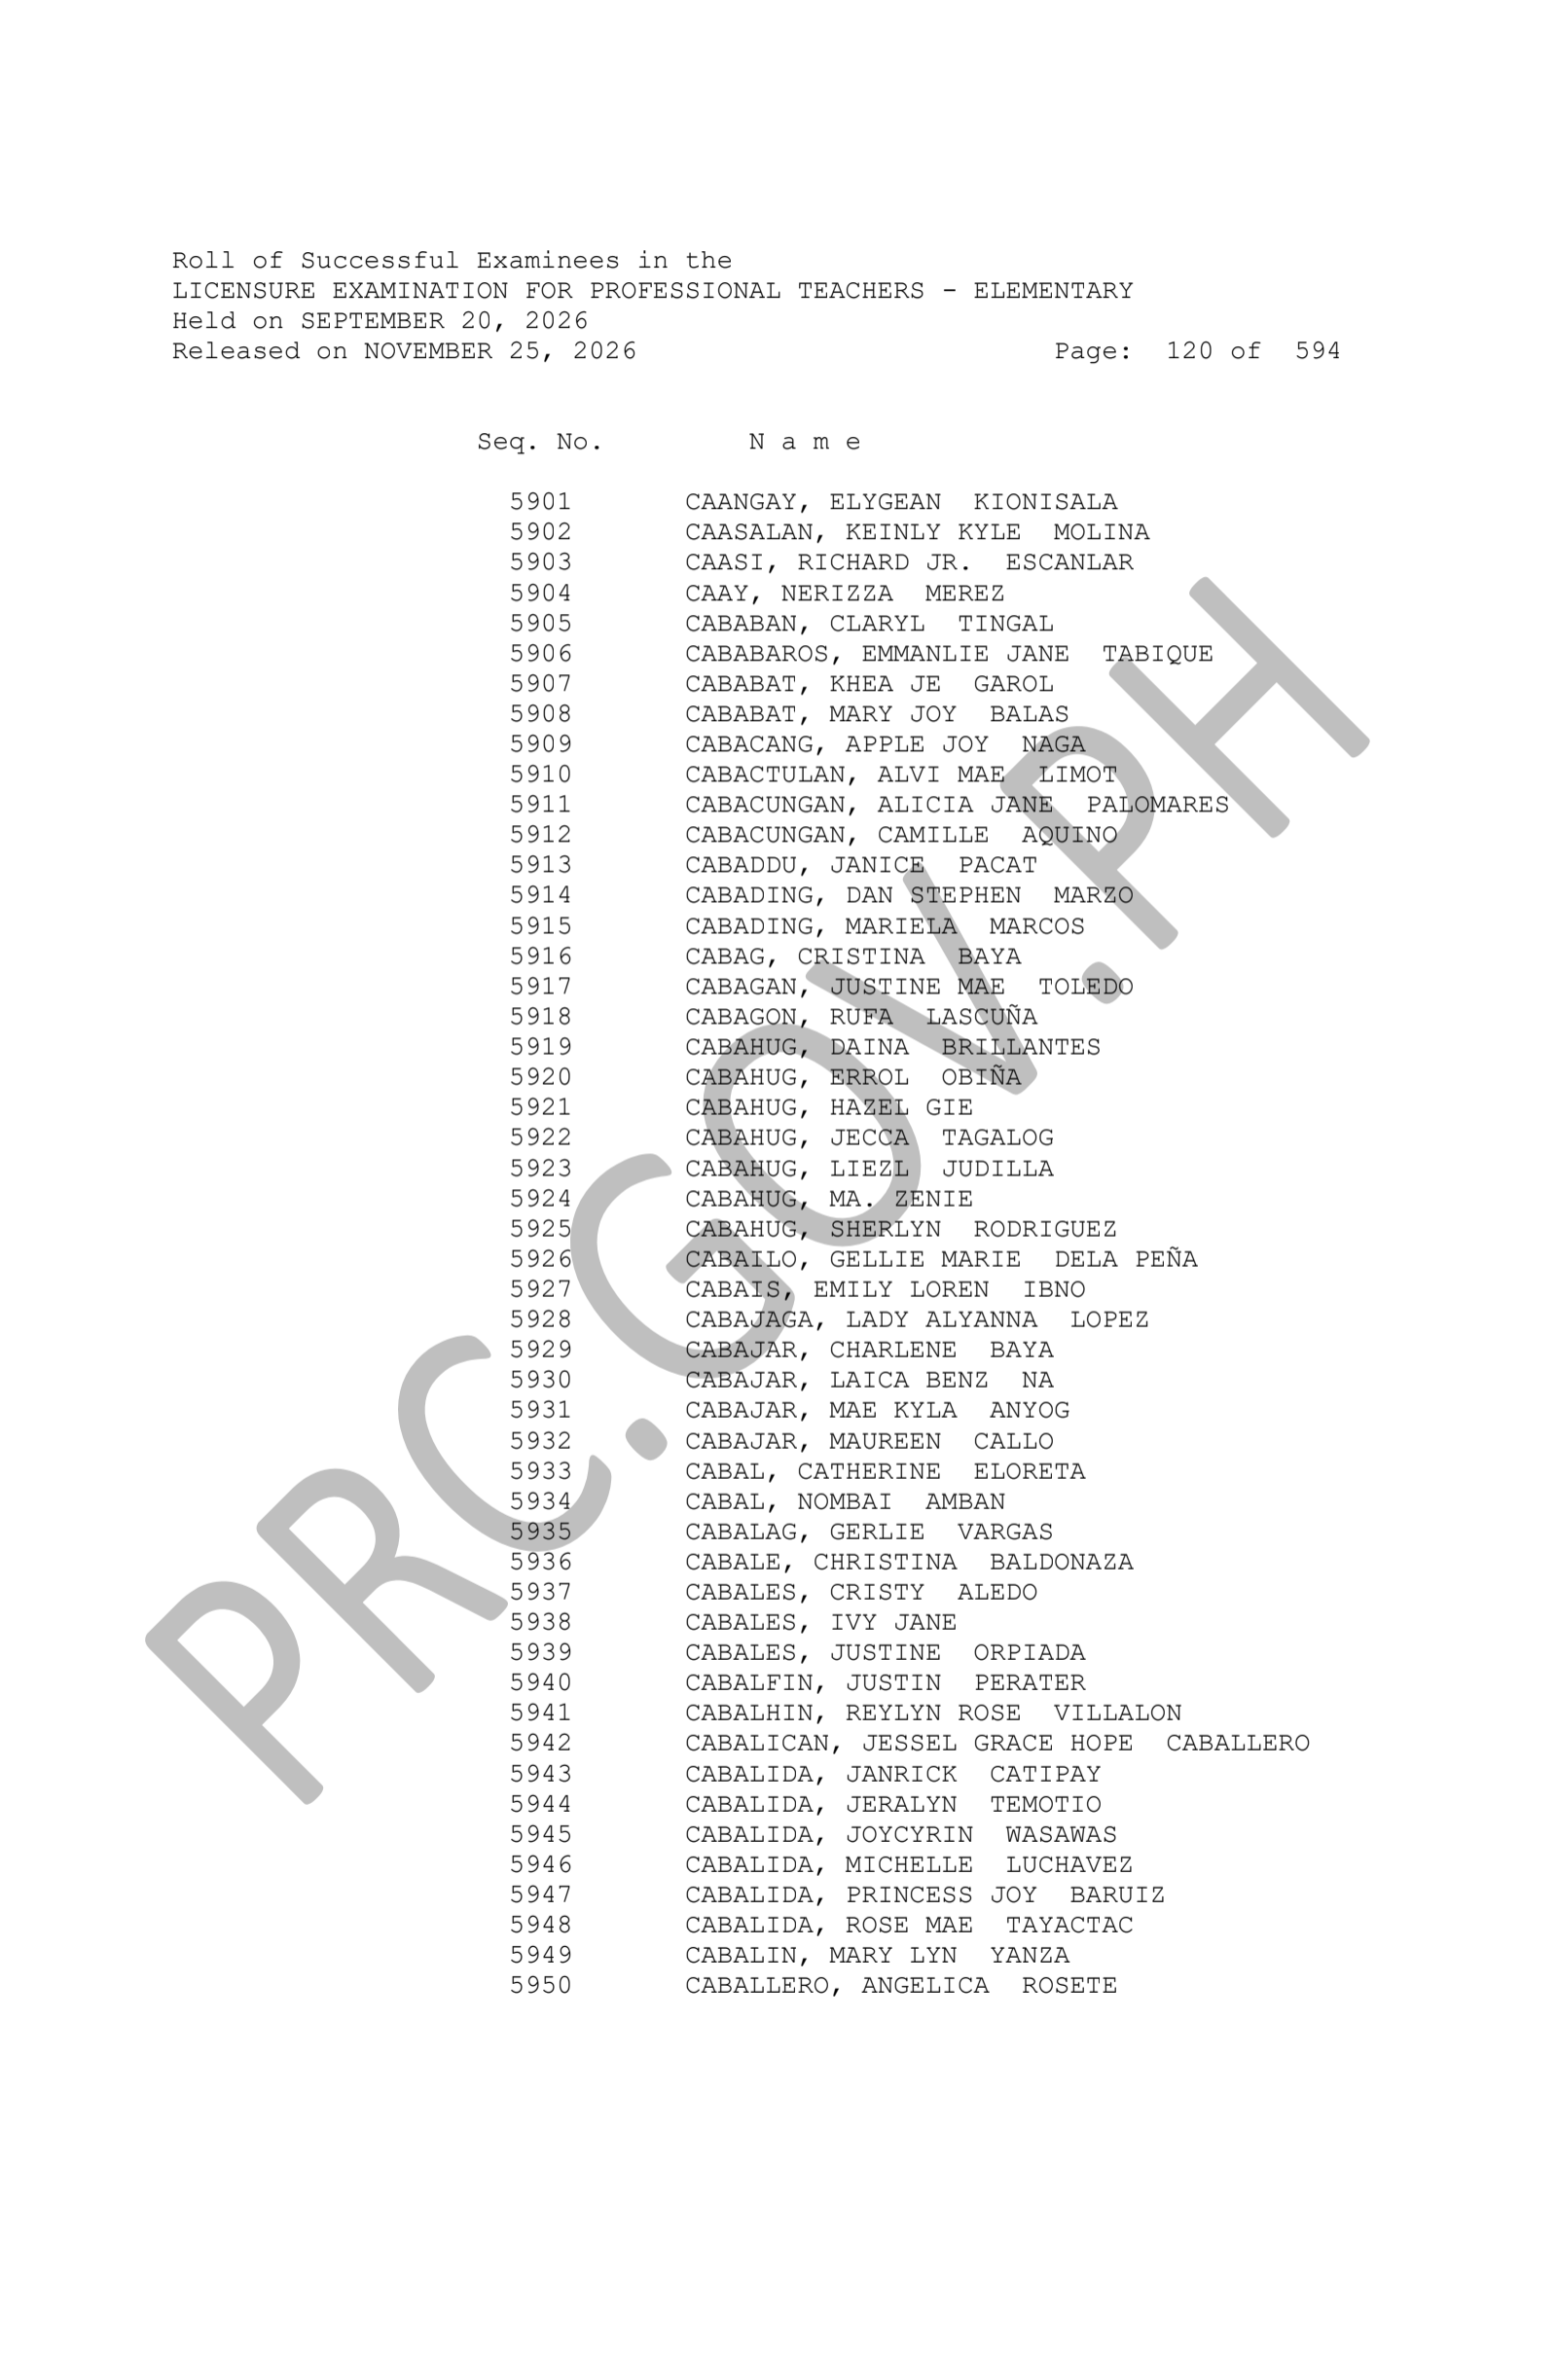 Roll of Successful Examinees in the
LICENSURE EXAMINATION FOR PROFESSIONAL TEACHERS - ELEMENTARY
Held on SEPTEMBER 20, 2026
Released on NOVEMBER 25, 2026 Page: 120 of 594
Seq. No. N a m e
5901 CAANGAY, ELYGEAN KIONISALA
5902 CAASALAN, KEINLY KYLE MOLINA
5903 CAASI, RICHARD JR. ESCANLAR
5904 CAAY, NERIZZA MEREZ
5905 CABABAN, CLARYL TINGAL
5906 CABABAROS, EMMANLIE JANE TABIQUE
5907 CABABAT, KHEA JE GAROL
5908 CABABAT, MARY JOY BALAS
5909 CABACANG, APPLE JOY NAGA
5910 CABACTULAN, ALVI MAE LIMOT
5911 CABACUNGAN, ALICIA JANE PALOMARES
5912 CABACUNGAN, CAMILLE AQUINO
5913 CABADDU, JANICE PACAT
5914 CABADING, DAN STEPHEN MARZO
5915 CABADING, MARIELA MARCOS
5916 CABAG, CRISTINA BAYA
5917 CABAGAN, JUSTINE MAE TOLEDO
5918 CABAGON, RUFA LASCUÑA
5919 CABAHUG, DAINA BRILLANTES
5920 CABAHUG, ERROL OBIÑA
5921 CABAHUG, HAZEL GIE
5922 CABAHUG, JECCA TAGALOG
5923 CABAHUG, LIEZL JUDILLA
5924 CABAHUG, MA. ZENIE
5925 CABAHUG, SHERLYN RODRIGUEZ
5926 CABAILO, GELLIE MARIE DELA PEÑA
5927 CABAIS, EMILY LOREN IBNO
5928 CABAJAGA, LADY ALYANNA LOPEZ
5929 CABAJAR, CHARLENE BAYA
5930 CABAJAR, LAICA BENZ NA
5931 CABAJAR, MAE KYLA ANYOG
5932 CABAJAR, MAUREEN CALLO
5933 CABAL, CATHERINE ELORETA
5934 CABAL, NOMBAI AMBAN
5935 CABALAG, GERLIE VARGAS
5936 CABALE, CHRISTINA BALDONAZA
5937 CABALES, CRISTY ALEDO
5938 CABALES, IVY JANE
5939 CABALES, JUSTINE ORPIADA
5940 CABALFIN, JUSTIN PERATER
5941 CABALHIN, REYLYN ROSE VILLALON
5942 CABALICAN, JESSEL GRACE HOPE CABALLERO
5943 CABALIDA, JANRICK CATIPAY
5944 CABALIDA, JERALYN TEMOTIO
5945 CABALIDA, JOYCYRIN WASAWAS
5946 CABALIDA, MICHELLE LUCHAVEZ
5947 CABALIDA, PRINCESS JOY BARUIZ
5948 CABALIDA, ROSE MAE TAYACTAC
5949 CABALIN, MARY LYN YANZA
5950 CABALLERO, ANGELICA ROSETE
PRC.GOV.PH